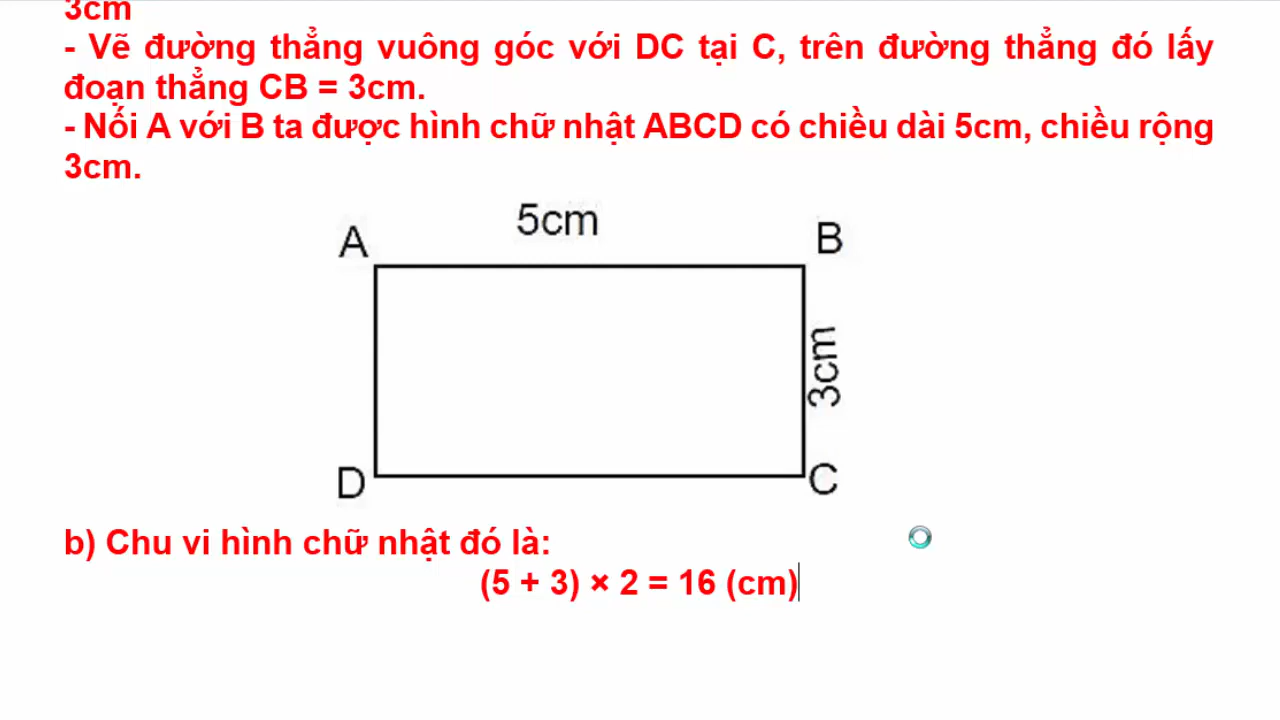 3cm
- Vẽ đường thẳng vuông góc với DC tại C, trên đường thẳng đó lấy
đoạn thẳng CB = 3cm.
- Nối A với B ta được hình chữ nhật ABCD có chiều dài 5cm, chiều rộng
3cm.
5cm
A
B
3cm
D
C
b) Chu vi hình chữ nhật đó là:
(5 + 3) × 2 = 16 (cm)